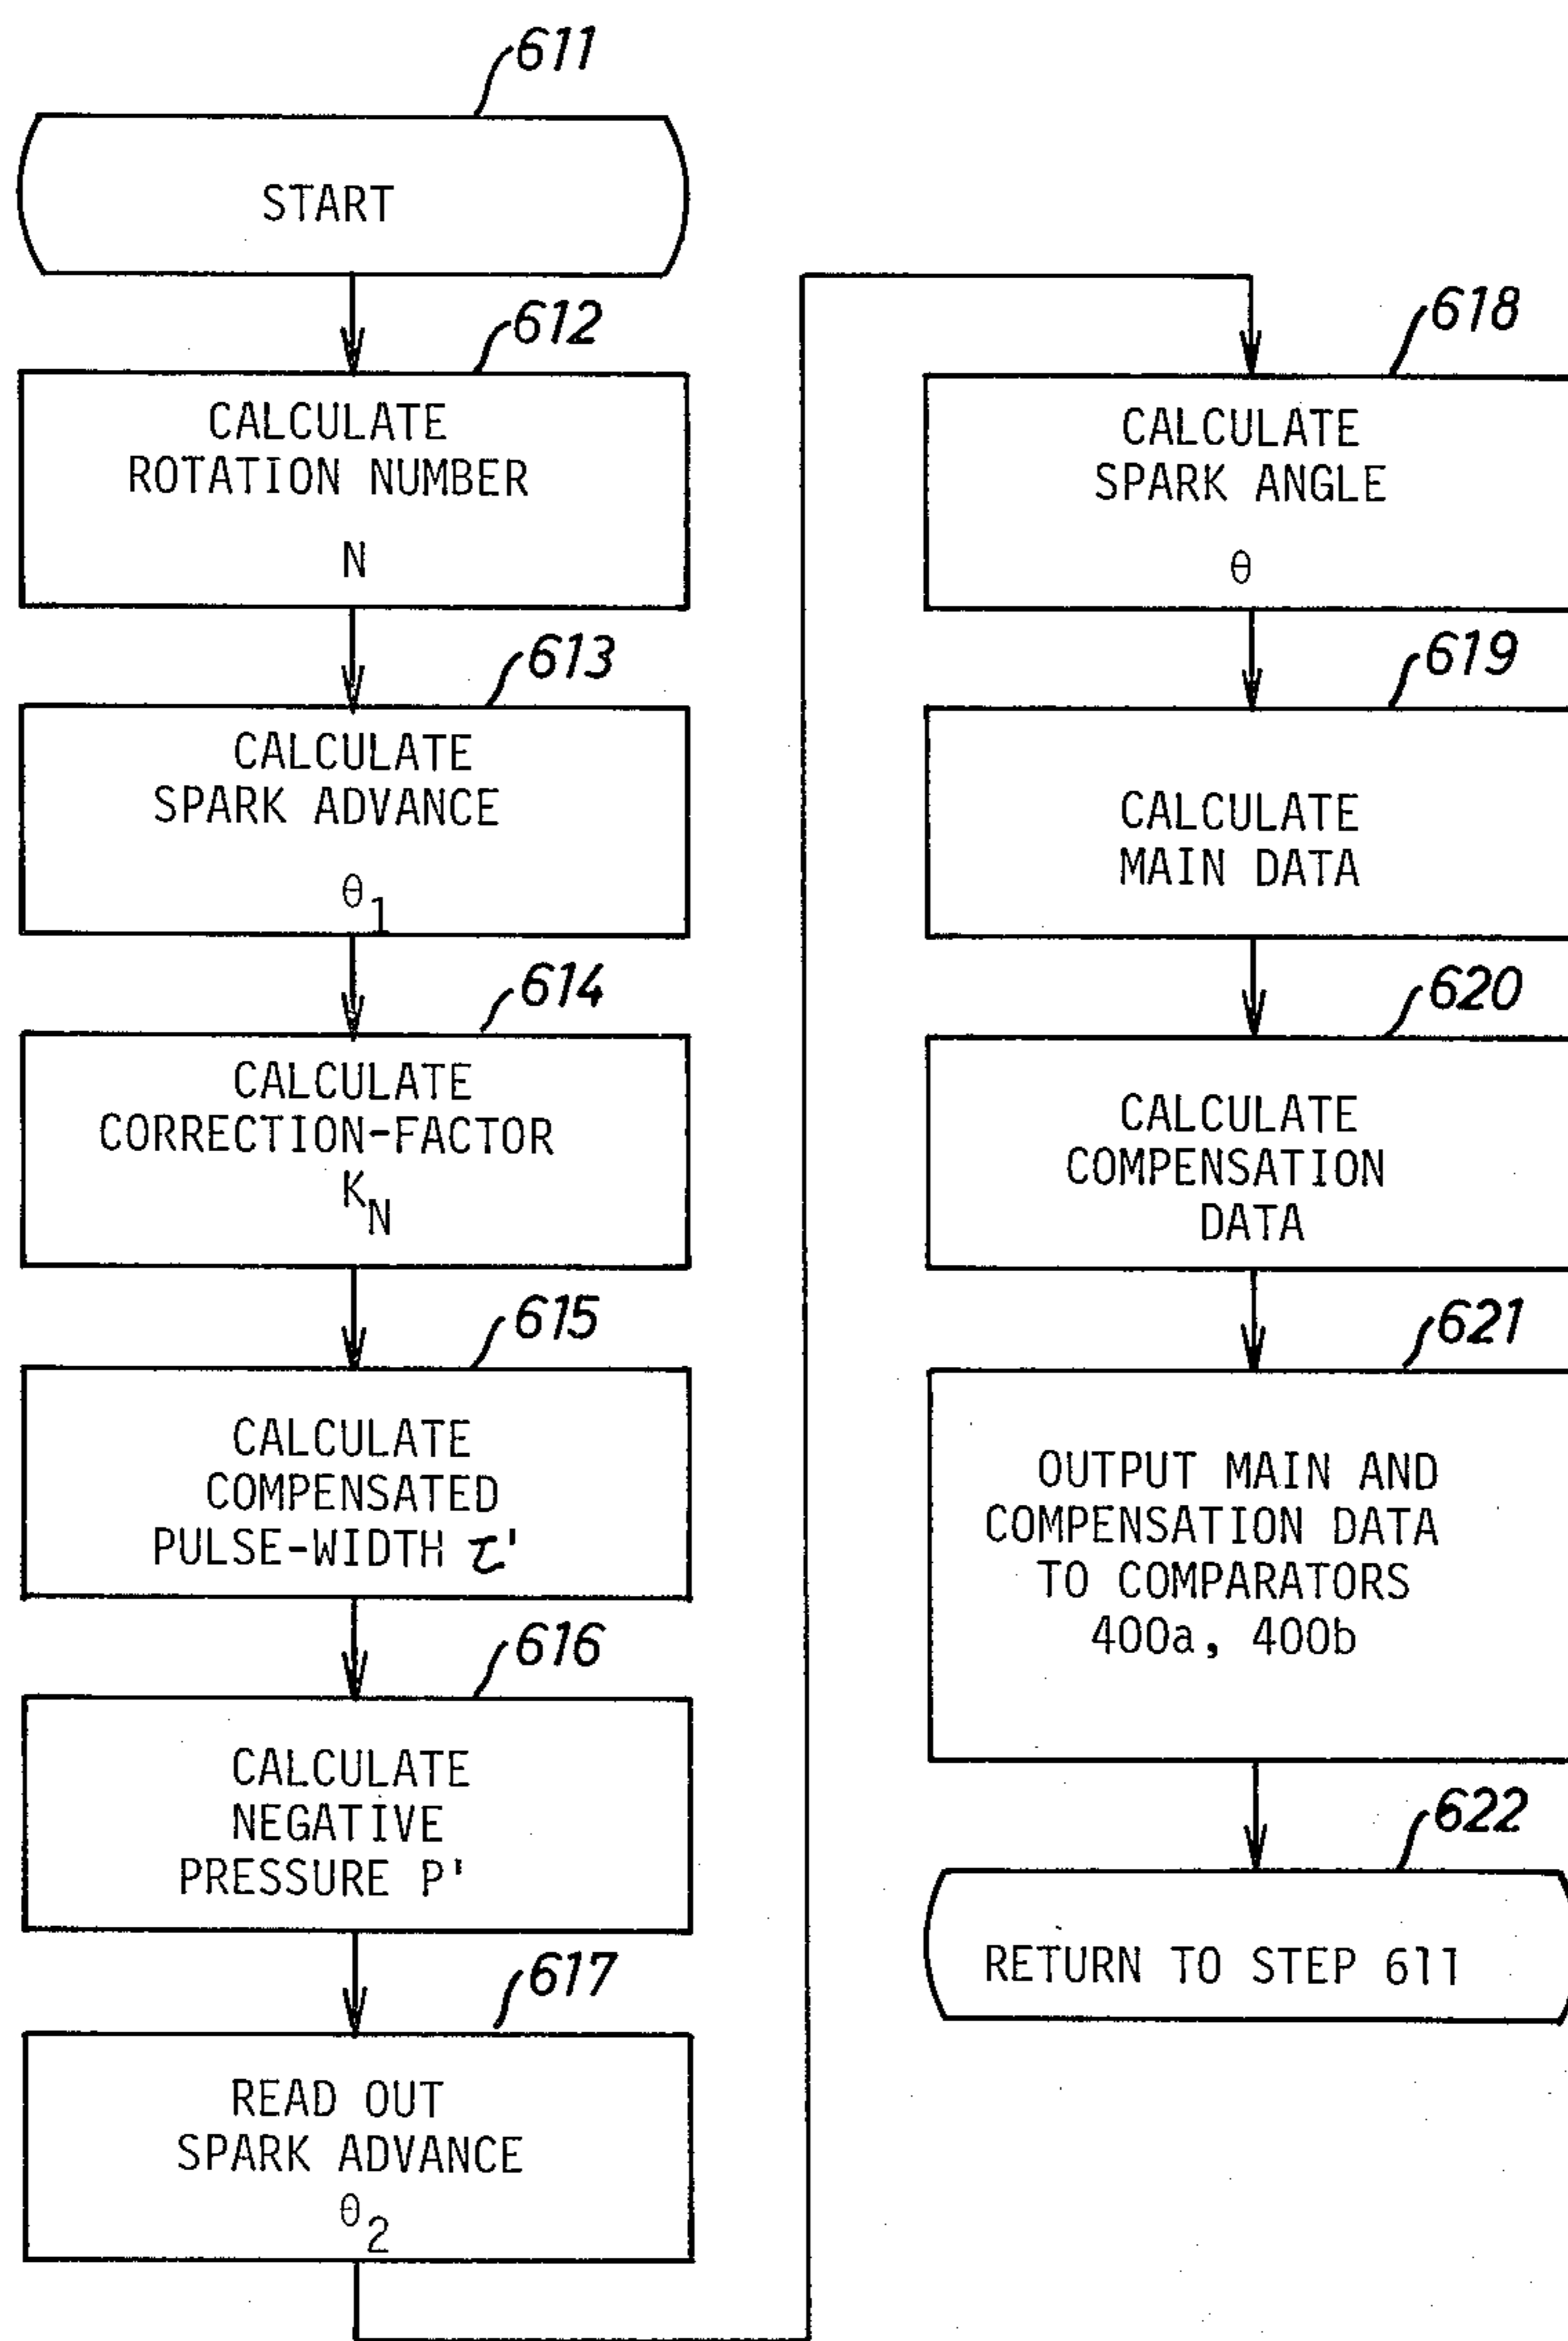 611
START
612
CALCULATE
ROTATION NUMBER
N
613
CALCULATE
SPARK ADVANCE
θ1
614
CALCULATE
CORRECTION-FACTOR
KN
615
CALCULATE
COMPENSATED
PULSE-WIDTH τ'
616
CALCULATE
NEGATIVE
PRESSURE P'
617
READ OUT
SPARK ADVANCE
θ2
618
CALCULATE
SPARK ANGLE
θ
619
CALCULATE
MAIN DATA
620
CALCULATE
COMPENSATION
DATA
621
OUTPUT MAIN AND
COMPENSATION DATA
TO COMPARATORS
400a, 400b
622
RETURN TO STEP 611